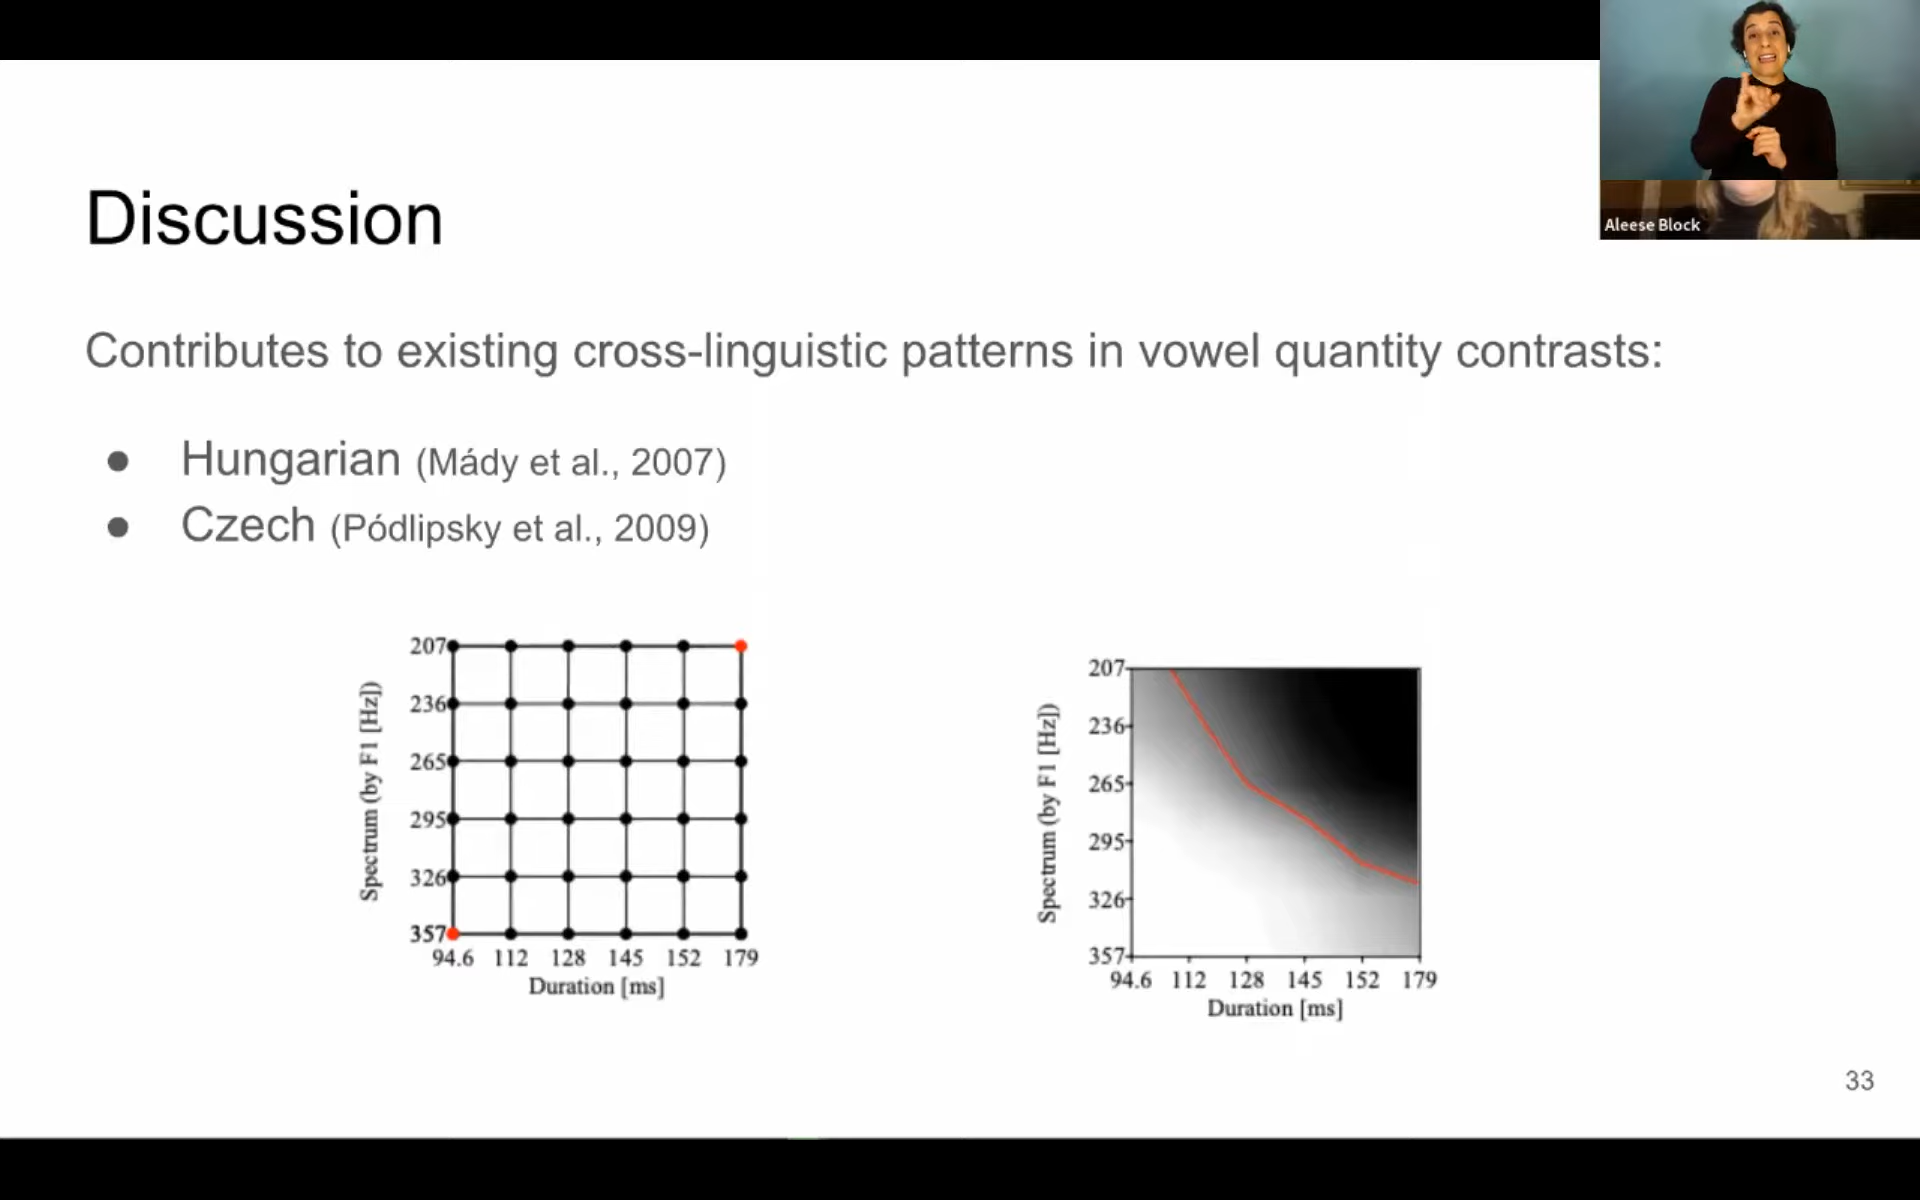 Aleese Block
Discussion
Contributes to existing cross-linguistic patterns in vowel quantity contrasts:
● Hungarian (Mády et al., 2007)
● Czech (Pódlipsky et al., 2009)
Spectrum (by F1 [Hz])
207
236
265
295
326
357
94.6 112 128 145 152 179
Duration [ms]
Spectrum (by F1 [Hz])
207
236
265
295
326
357
94.6 112 128 145 152 179
Duration [ms]
33